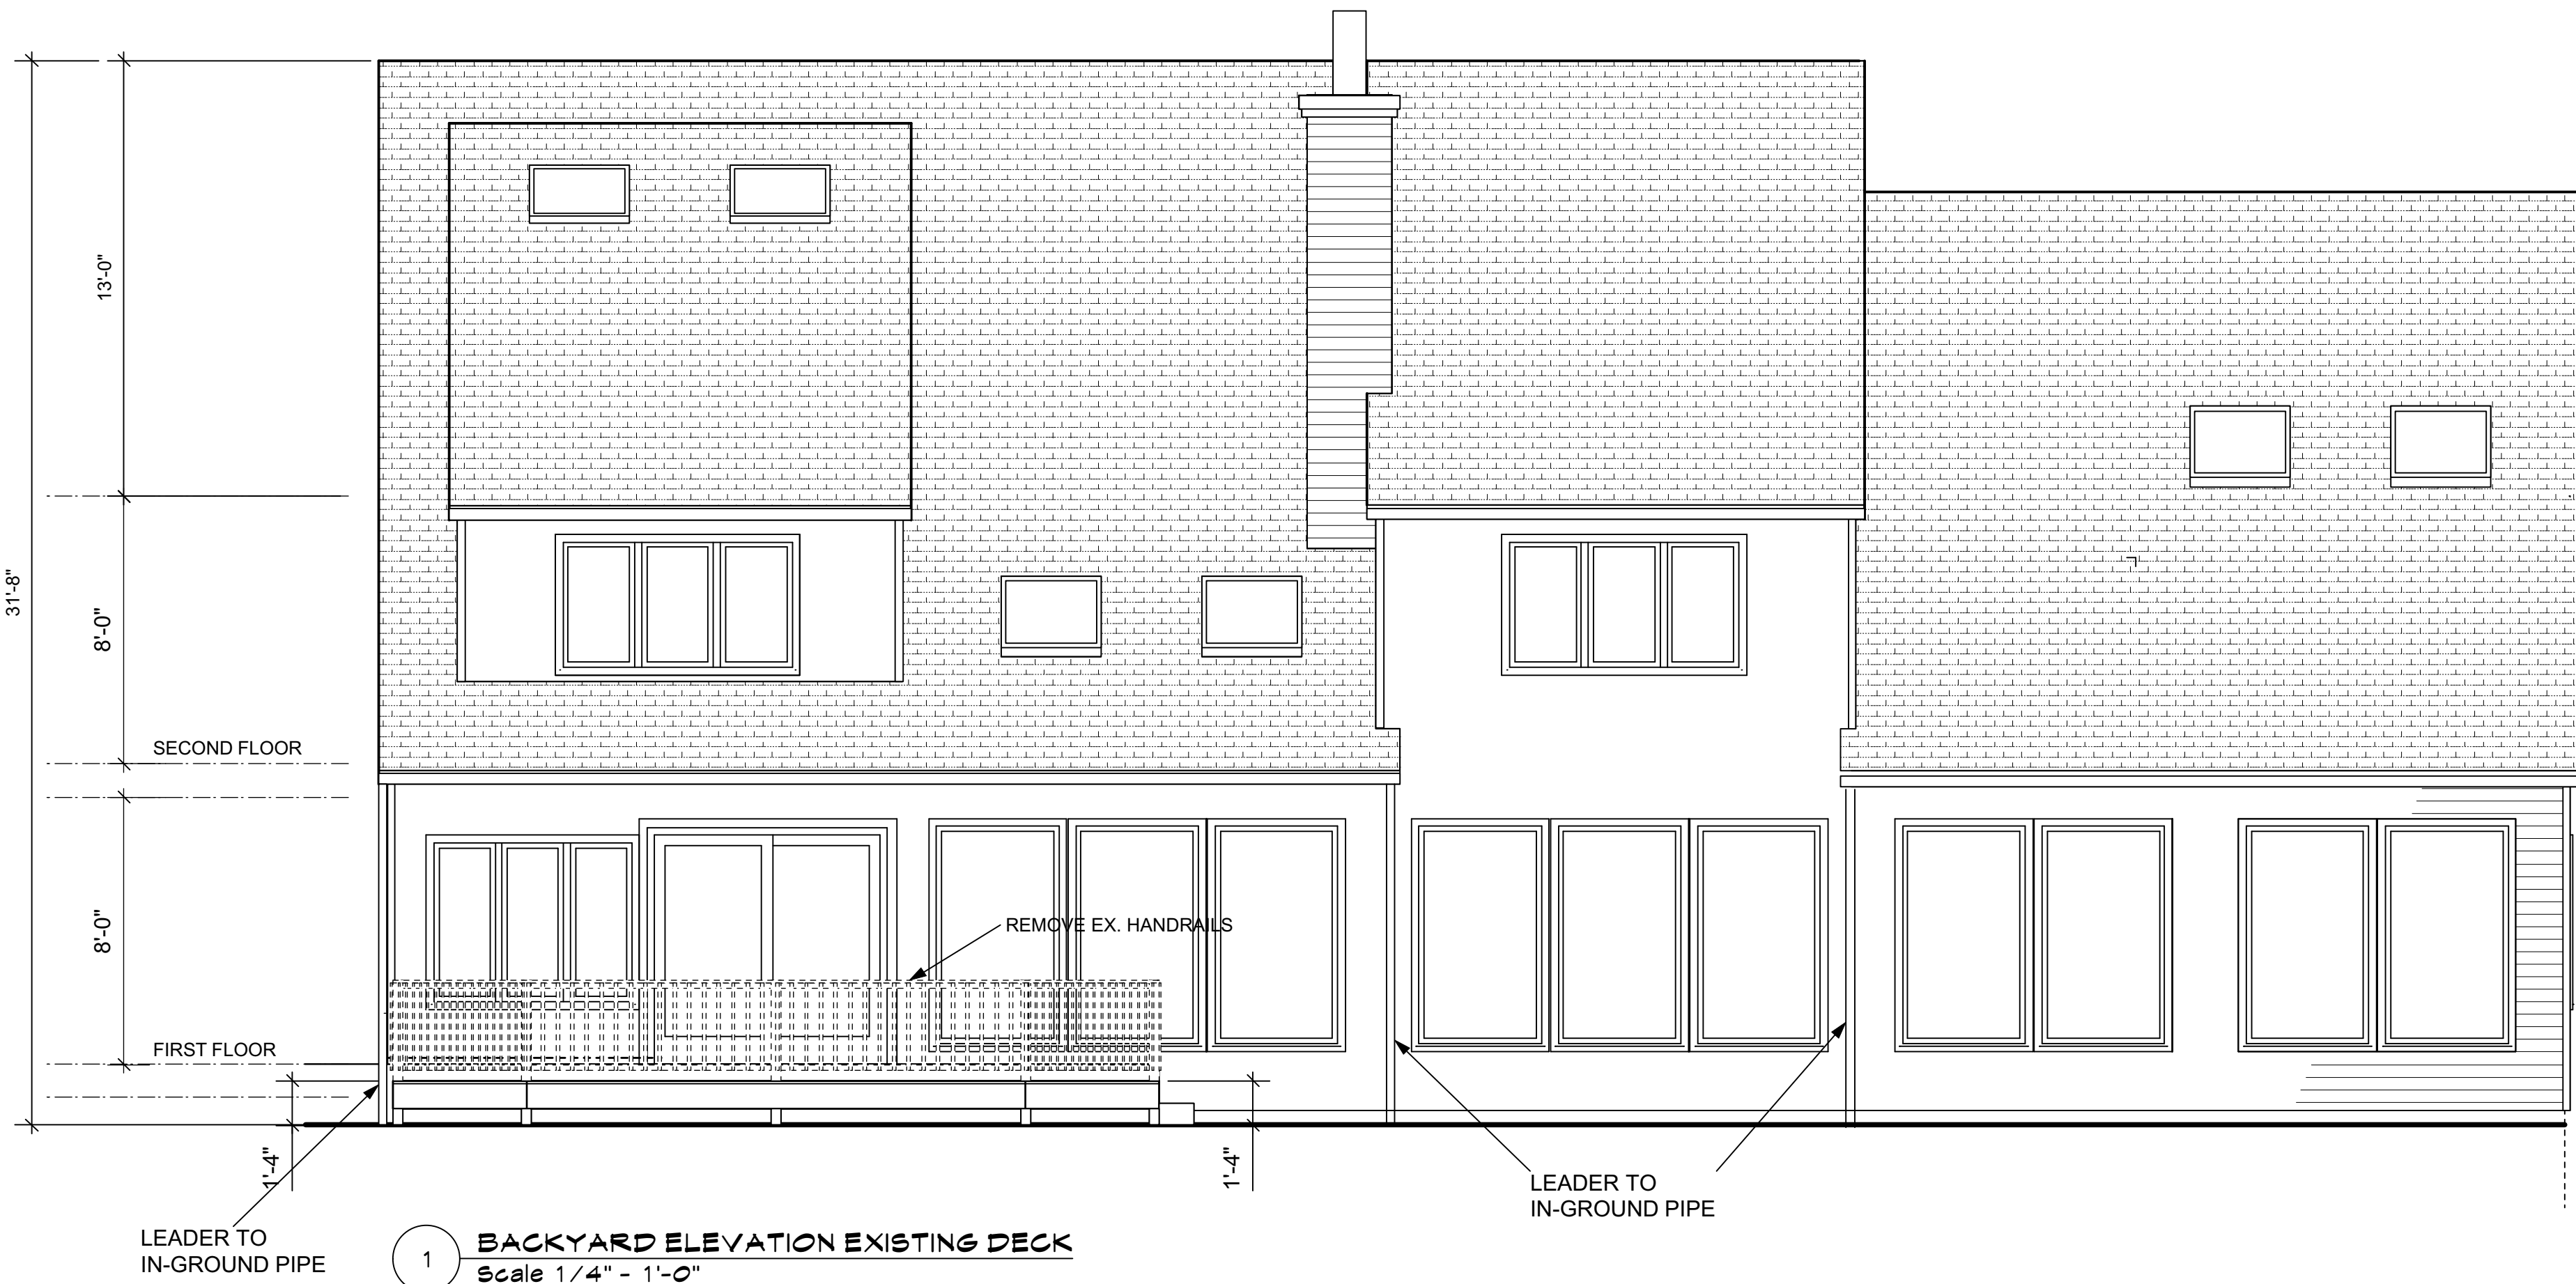 13'-0"
31'-8"
8'-0"
SECOND FLOOR
8'-0"
REMOVE EX. HANDRAILS
FIRST FLOOR
1'-4"
1'-4"
LEADER TO
IN-GROUND PIPE
LEADER TO
IN-GROUND PIPE
1
BACKYARD ELEVATION EXISTING DECK
Scale 1/4" - 1'-0"